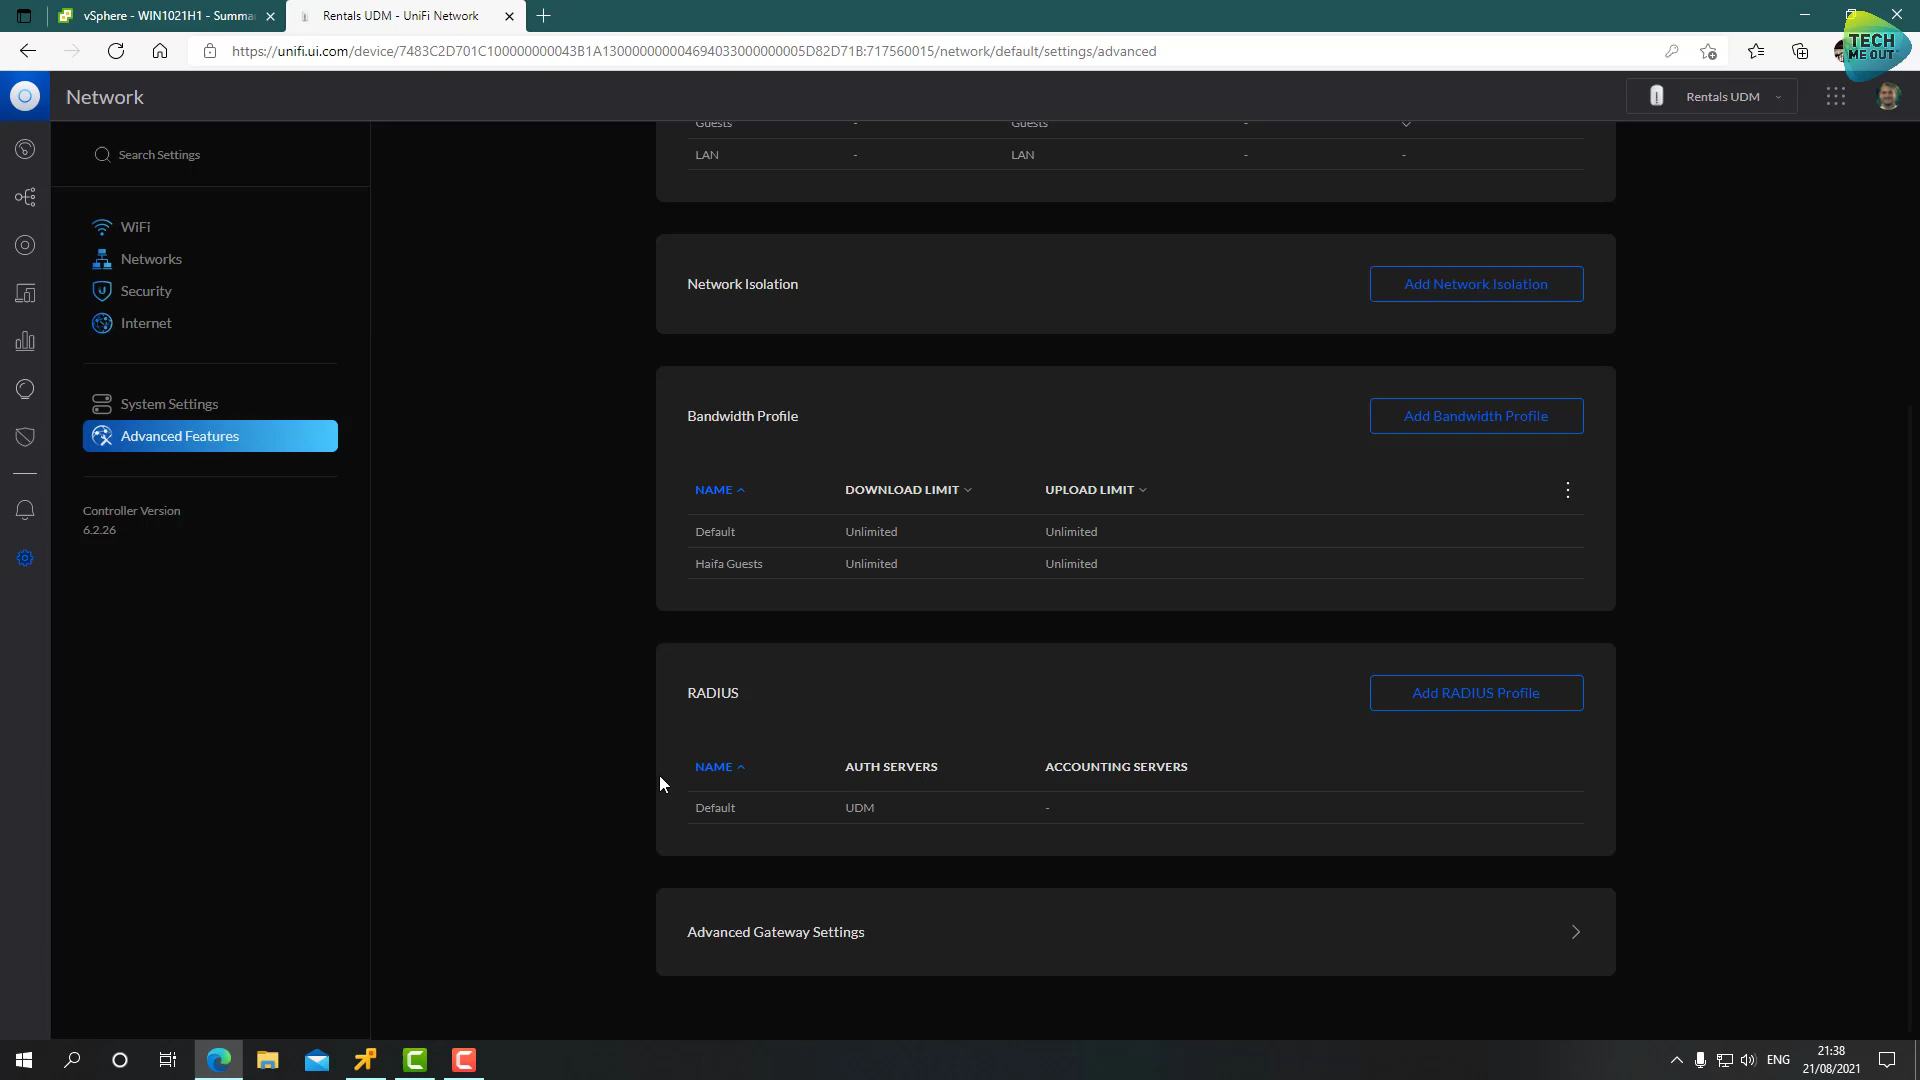 vSphere - WIN1021H1 - Summa
Rentals UDM - UniFi Network
https://unifi.ui.com/device/7483C2D701C100000000043B1A130000000004694033000000005D82D71B:717560015/network/default/settings/advanced
TECH
ME OUT
Network
Rentals UDM
Search Settings
Guests - Guests -
LAN - LAN - -
WiFi
Networks
Security
Internet
System Settings
Advanced Features
Controller Version
6.2.26
Network Isolation
Add Network Isolation
Bandwidth Profile
Add Bandwidth Profile
NAME DOWNLOAD LIMIT UPLOAD LIMIT
Default Unlimited Unlimited
Haifa Guests Unlimited Unlimited
RADIUS
Add RADIUS Profile
NAME AUTH SERVERS ACCOUNTING SERVERS
Default UDM -
Advanced Gateway Settings
ENG
21:38
21/08/2021